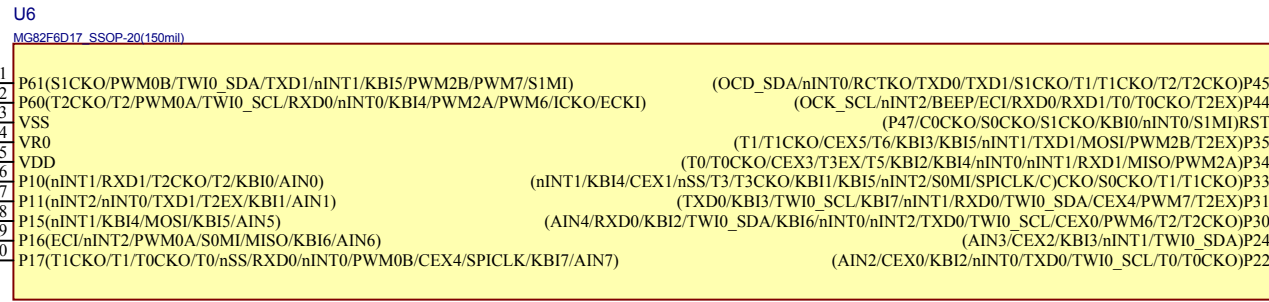 U6
MG82F6D17_SSOP-20(150mil)
1 P61(S1CKO/PWM0B/TWI0_SDA/TXD1/nINT1/KBI5/PWM2B/PWM7/S1MI) (OCD_SDA/nINT0/RCTKO/TXD0/TXD1/S1CKO/T1/T1CKO/T2/T2CKO)P45
2 P60(T2CKO/T2/PWM0A/TWI0_SCL/RXD0/nINT0/KBI4/PWM2A/PWM6/ICKO/ECKI) (OCK_SCL/nINT2/BEEP/ECI/RXD0/RXD1/T0/T0CKO/T2EX)P44
3 VSS (P47/C0CKO/S0CKO/S1CKO/KBI0/nINT0/S1MI)RST
4 VR0 (T1/T1CKO/CEX5/T6/KBI3/KBI5/nINT1/TXD1/MOSI/PWM2B/T2EX)P35
5 VDD (T0/T0CKO/CEX3/T3EX/T5/KBI2/KBI4/nINT0/nINT1/RXD1/MISO/PWM2A)P34
6 P10(nINT1/RXD1/T2CKO/T2/KBI0/AIN0) (nINT1/KBI4/CEX1/nSS/T3/T3CKO/KBI1/KBI5/nINT2/S0MI/SPICLK/C)CKO/S0CKO/T1/T1CKO)P33
7 P11(nINT2/nINT0/TXD1/T2EX/KBI1/AIN1) (TXD0/KBI3/TWI0_SCL/KBI7/nINT1/RXD0/TWI0_SDA/CEX4/PWM7/T2EX)P31
8 P15(nINT1/KBI4/MOSI/KBI5/AIN5) (AIN4/RXD0/KBI2/TWI0_SDA/KBI6/nINT0/nINT2/TXD0/TWI0_SCL/CEX0/PWM6/T2/T2CKO)P30
9 P16(ECI/nINT2/PWM0A/S0MI/MISO/KBI6/AIN6) (AIN3/CEX2/KBI3/nINT1/TWI0_SDA)P24
0 P17(T1CKO/T1/T0CKO/T0/nSS/RXD0/nINT0/PWM0B/CEX4/SPICLK/KBI7/AIN7) (AIN2/CEX0/KBI2/nINT0/TXD0/TWI0_SCL/T0/T0CKO)P22